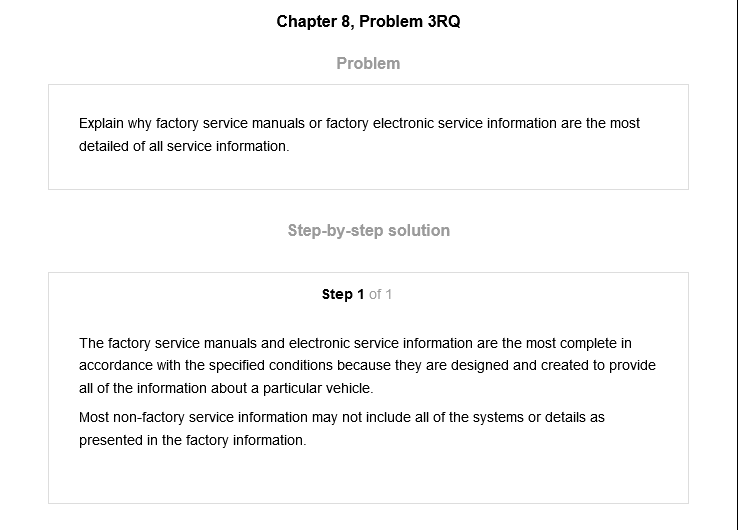 Chapter 8, Problem 3RQ
Problem
Explain why factory service manuals or factory electronic service information are the most
detailed of all service information.
Step-by-step solution
Step 1 of 1
The factory service manuals and electronic service information are the most complete in
accordance with the specified conditions because they are designed and created to provide
all of the information about a particular vehicle.
Most non-factory service information may not include all of the systems or details as
presented in the factory information.